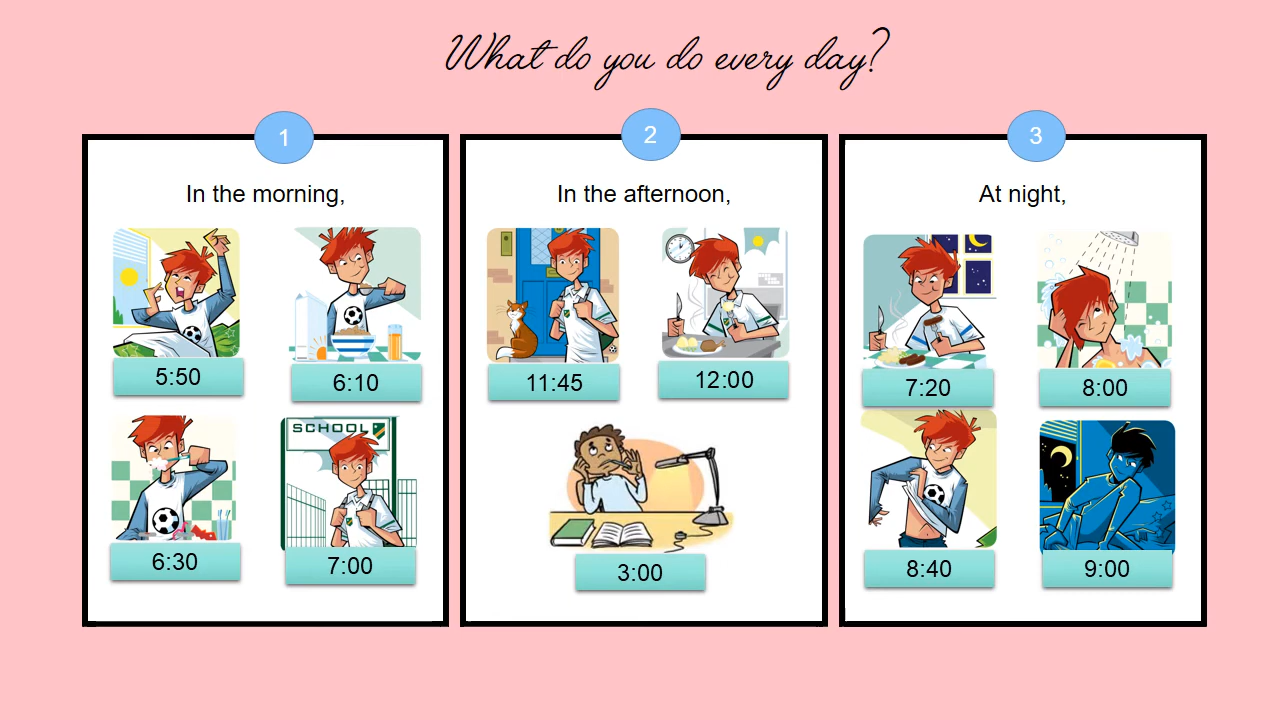 What do you do every day?
1
In the morning,
5:50
6:10
SCHOOL
6:30
7:00
2
In the afternoon,
11:45
12:00
3:00
3
At night,
7:20
8:00
8:40
9:00